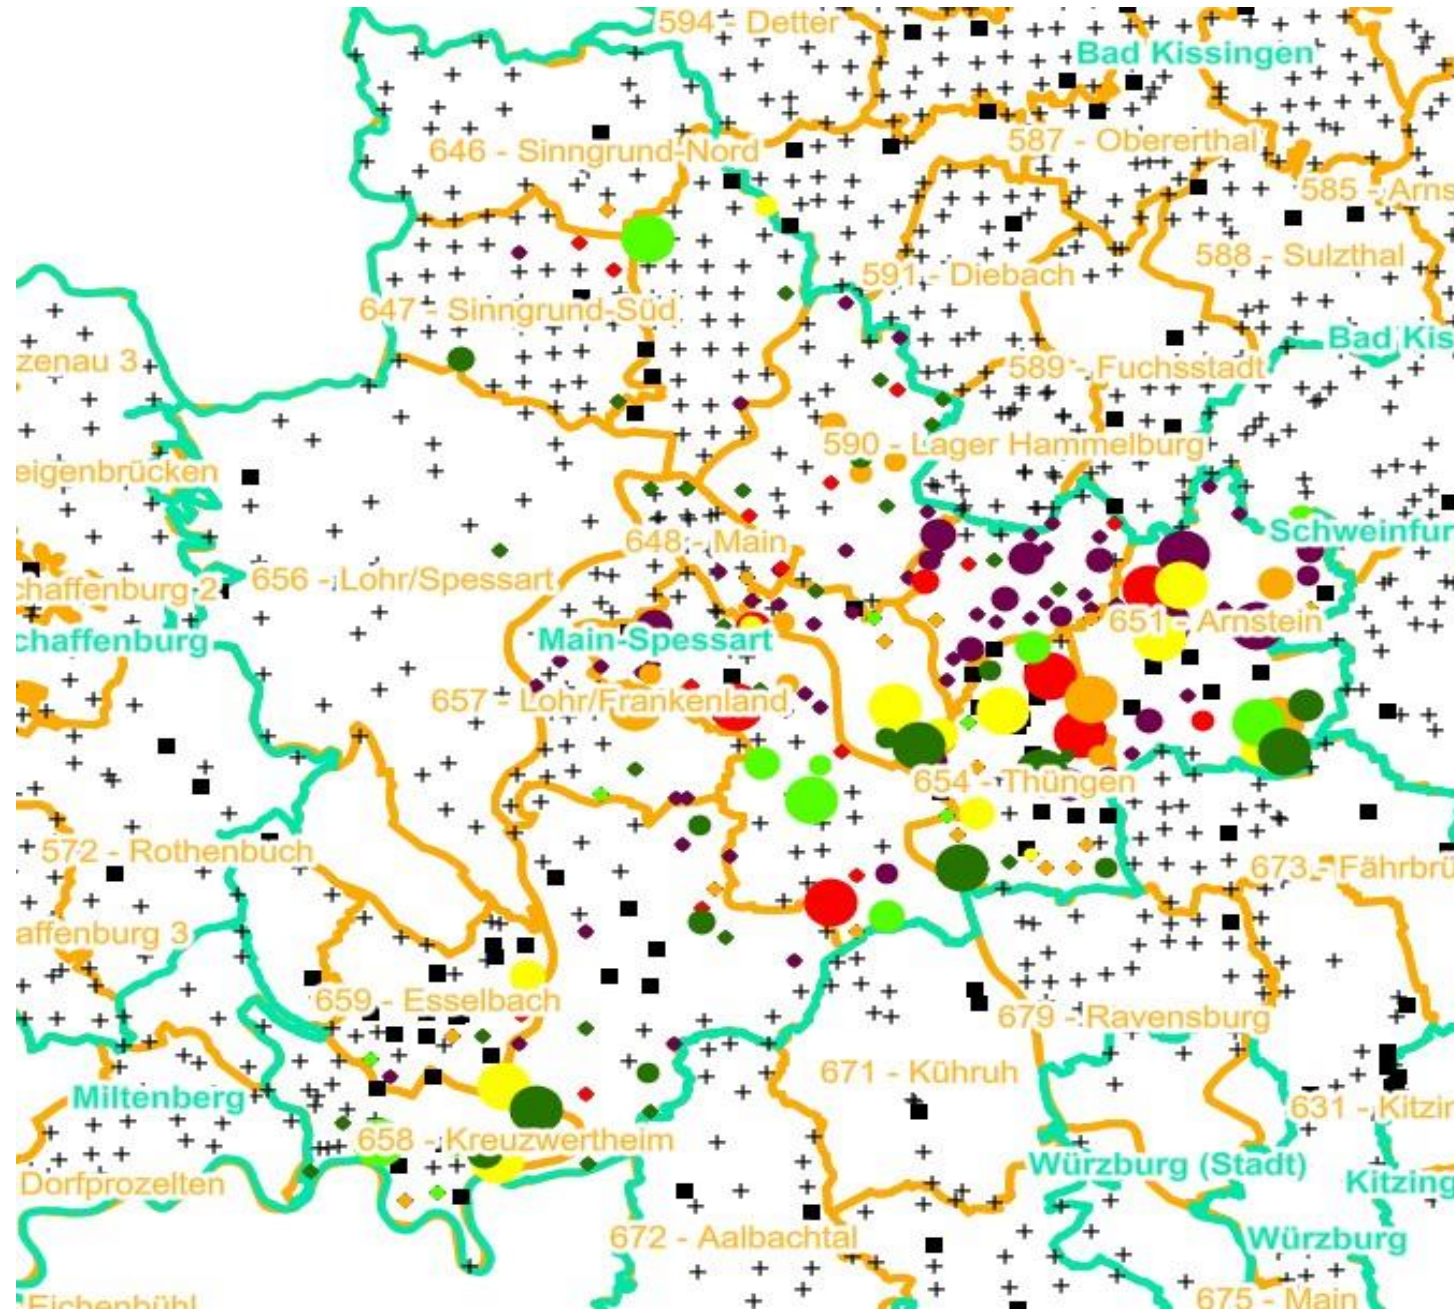 594 - Detter
Bad Kissingen
587 - Obererthal
646 - Sinngrund-Nord
585 - Arns
588 - Sulzthal
591 - Diebach
647 - Sinngrund-Süd
Bad Kis
zenau 3
589 - Fuchsstadt
590 - Lager Hammelburg
eigenbrücken
Schweinfur
648 - Main
656 - Lohr/Spessart
chaffenburg 2
651 - Arnstein
chaffenburg
Main-Spessart
657 - Lohr/Frankenland
654 - Thüngen
572 - Rothenbuch
673 - Fährbrü
affenburg 3
659 - Esselbach
679 - Ravensburg
671 - Kühruh
Miltenberg
631 - Kitzin
658 - Kreuzwertheim
Würzburg (Stadt)
Dorfprozelten
Kitzing
672 - Aalbachtal
Würzburg
675 - Main
Eichenbühl